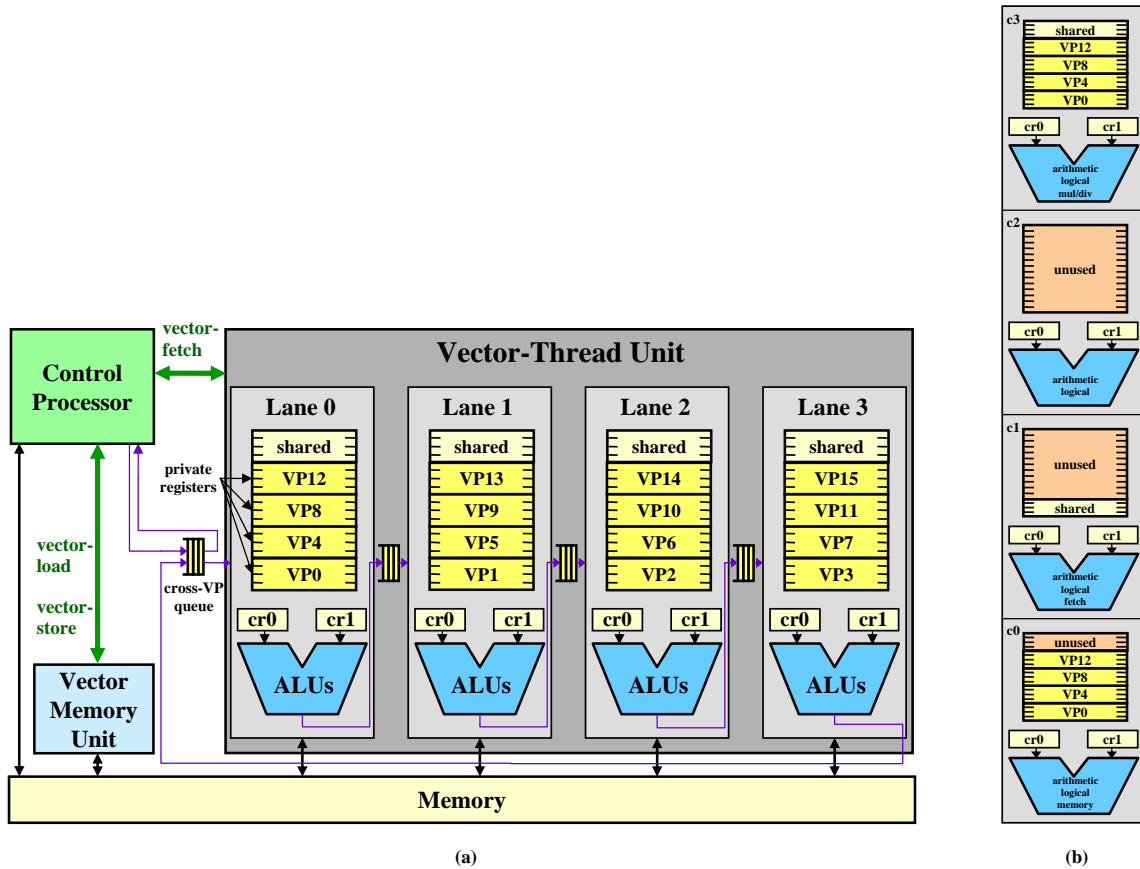 Control
Processor
vector-
fetch
vector-
load
vector-
store
Vector
Memory
Unit
private
registers
cross-VP
queue
Vector-Thread Unit
Lane 0
shared
VP12
VP8
VP4
VP0
cr0 cr1
ALUs
Lane 1
shared
VP13
VP9
VP5
VP1
cr0 cr1
ALUs
Lane 2
shared
VP14
VP10
VP6
VP2
cr0 cr1
ALUs
Lane 3
shared
VP15
VP11
VP7
VP3
cr0 cr1
ALUs
Memory
(a)
c3
shared
VP12
VP8
VP4
VP0
cr0 cr1
arithmetic
logical
mul/div
c2
unused
cr0 cr1
arithmetic
logical
c1
unused
shared
cr0 cr1
arithmetic
logical
fetch
c0
unused
VP12
VP8
VP4
VP0
cr0 cr1
arithmetic
logical
memory
(b)